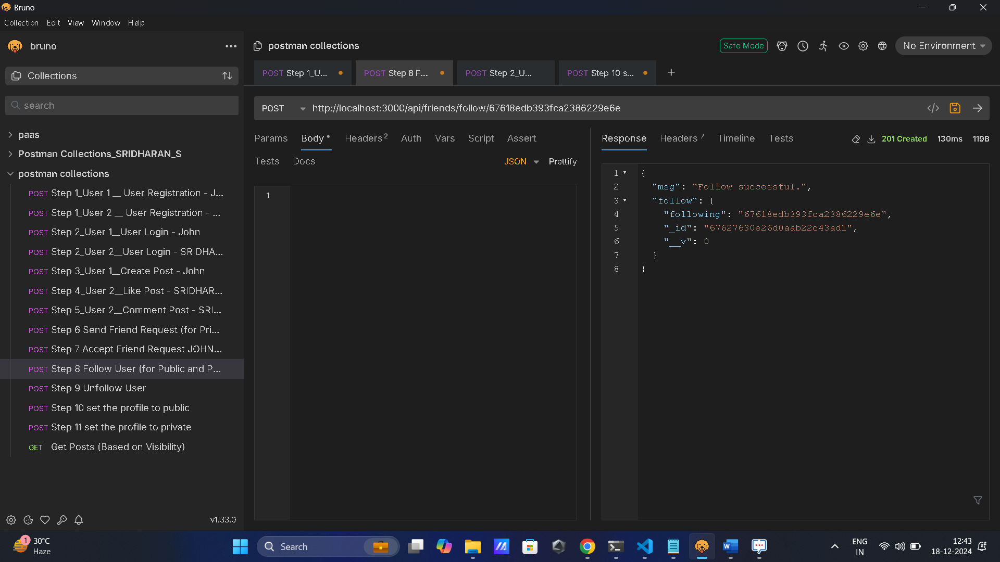 Bruno
Collection Edit View Window Help
bruno
postman collections
Safe Mode
No Environment
Collections
POST Step 1_U...
POST Step 8 F...
POST Step 2_U...
POST Step 10 s...
search
POST
http://localhost:3000/api/friends/follow/67618edb393fca2386229e6e
paas
Postman Collections_SRIDHARAN_S
postman collections
POST Step 1_User 1 __ User Registration - J...
POST Step 1_User 2 __ User Registration - ...
POST Step 2_User 1__User Login - John
POST Step 2_User 2__User Login - SRIDHA...
POST Step 3_User 1__Create Post - John
POST Step 4_User 2__Like Post - SRIDHAR...
POST Step 5_User 2__Comment Post - SRI...
POST Step 6 Send Friend Request (for Pri...
POST Step 7 Accept Friend Request JOHN...
POST Step 8 Follow User (for Public and P...
POST Step 9 Unfollow User
POST Step 10 set the profile to public
POST Step 11 set the profile to private
GET Get Posts (Based on Visibility)
v1.33.0
Params Body Headers 2 Auth Vars Script Assert
Tests Docs
JSON Prettify
1
Response Headers 7 Timeline Tests
201 Created 130ms 119B
1 {
2 "msg": "Follow successful.",
3 "follow": {
4 "following": "67618edb393fca2386229e6e",
5 "_id": "67627630e26d0aab22c43ad1",
6 "__v": 0
7 }
8 }
1
30°C
Haze
Search
ENG
IN
12:43
18-12-2024